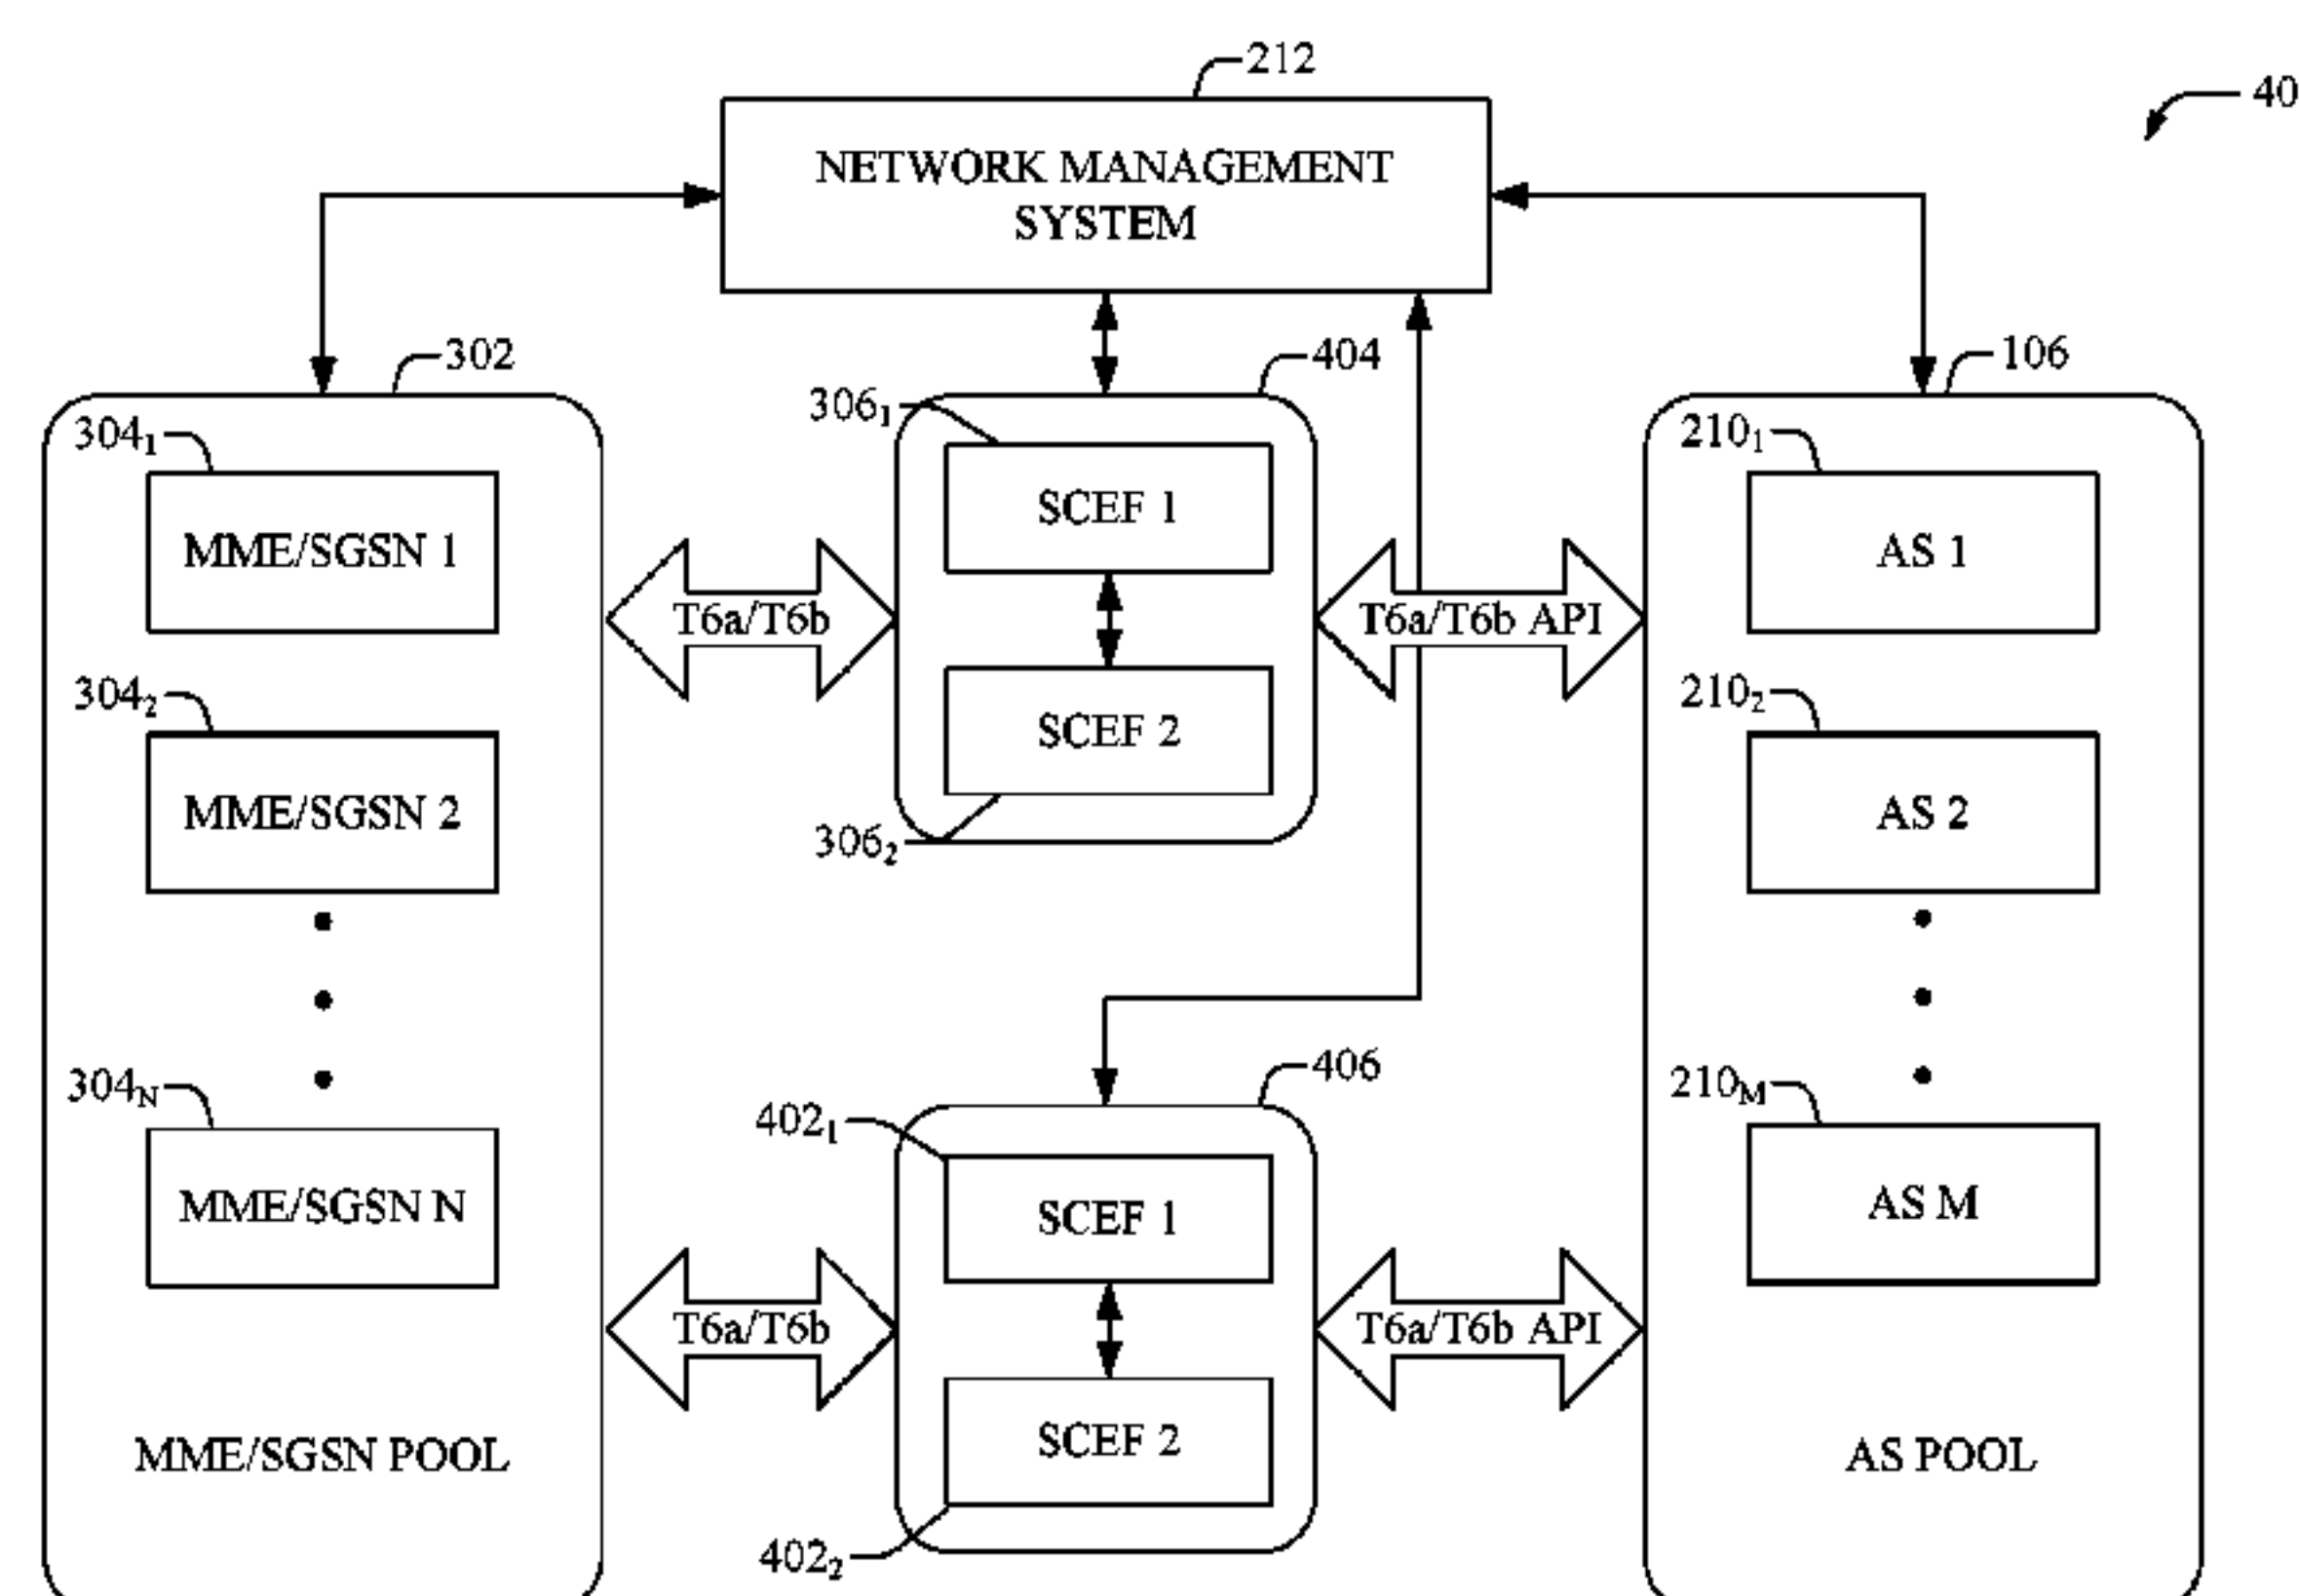 212
40
NETWORK MANAGEMENT
SYSTEM
302
404
106
304₁
306₁
210₁
MME/SGSN 1
SCEF 1
AS 1
T6a/T6b
T6a/T6b API
304₂
SCEF 2
210₂
MME/SGSN 2
306₂
AS 2
304_N
406
210_M
402₁
MME/SGSN N
SCEF 1
AS M
T6a/T6b
T6a/T6b API
SCEF 2
MME/SGSN POOL
AS POOL
402₂